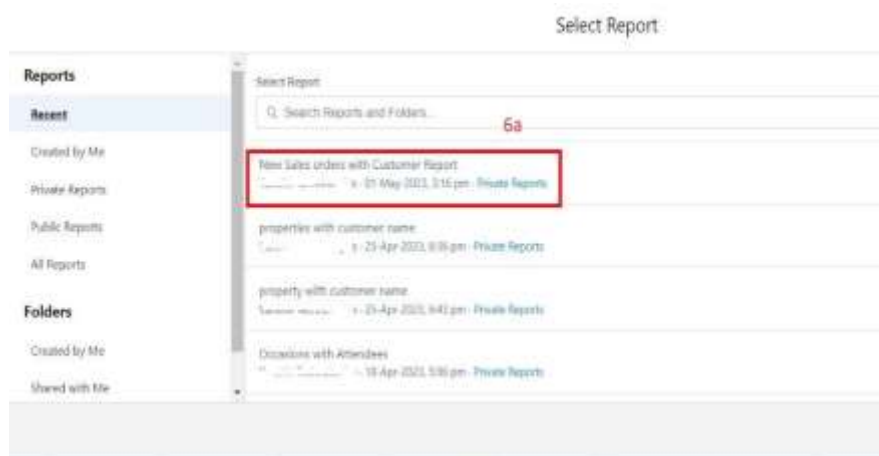 Select Report
Reports
Recent
Created by Me
Private Reports
Public Reports
All Reports
Folders
Created by Me
Shared with Me
Select Report
Search Reports and Folders...
6a
New Sales orders with Customer Report
01-May-2023, 3:16 pm · Private Reports
properties with customer name
25-Apr-2023, pm · Private Reports
property with customer name
25-Apr-2023, pm · Private Reports
Occasions with Attendees
18-Apr-2023, pm · Private Reports